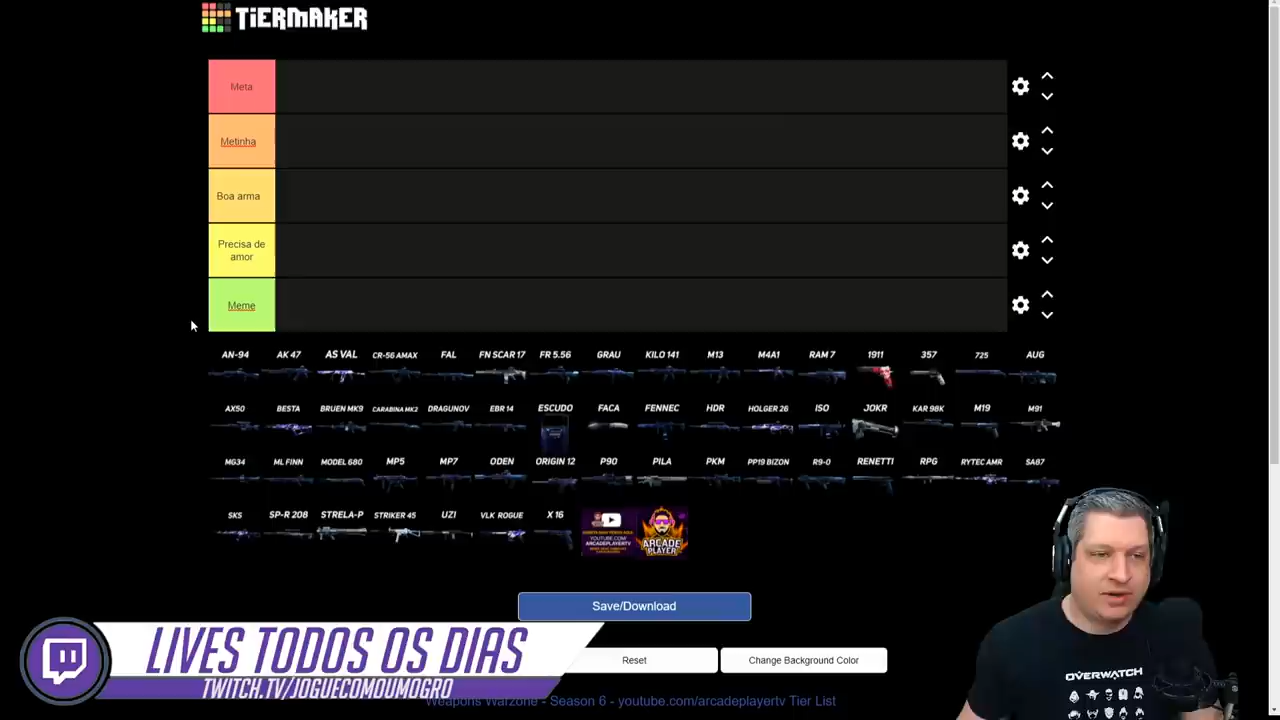 TIERMAKER
Meta
Metinha
Boa arma
Precisa de
amor
Meme
AN-94 AK 47 AS VAL CR-56 AMAX FAL FN SCAR 17 FR 5.56 GRAU KILO 141 M13 M4A1 RAM 7 1911 357 725 AUG
AX50 BESTA BRUEN MK9 CARABINA MK2 DRAGUNOV EBR 14 ESCUDO FACA FENNEC HDR HOLGER 26 ISO JOKR KAR 98K M19 M91
MG34 ML FINN MODEL 680 MP5 MP7 ODEN ORIGIN 12 P90 PILA PKM PP19 BIZON R9-0 RENETTI RPG RYTEC AMR SA87
SKS SP-R 208 STRELA-P STRIKER 45 UZI VLK ROGUE X 16
YOUTUBE.COM/
ARCADEPLAYERTV
ARCADE
PLAYER
Save/Download
Reset Change Background Color
Weapons Warzone - Season 6 - youtube.com/arcadeplayertv Tier List
LIVES TODOS OS DIAS
TWITCH.TV/JOGUECOMOUMOGRO
OVERWATCH